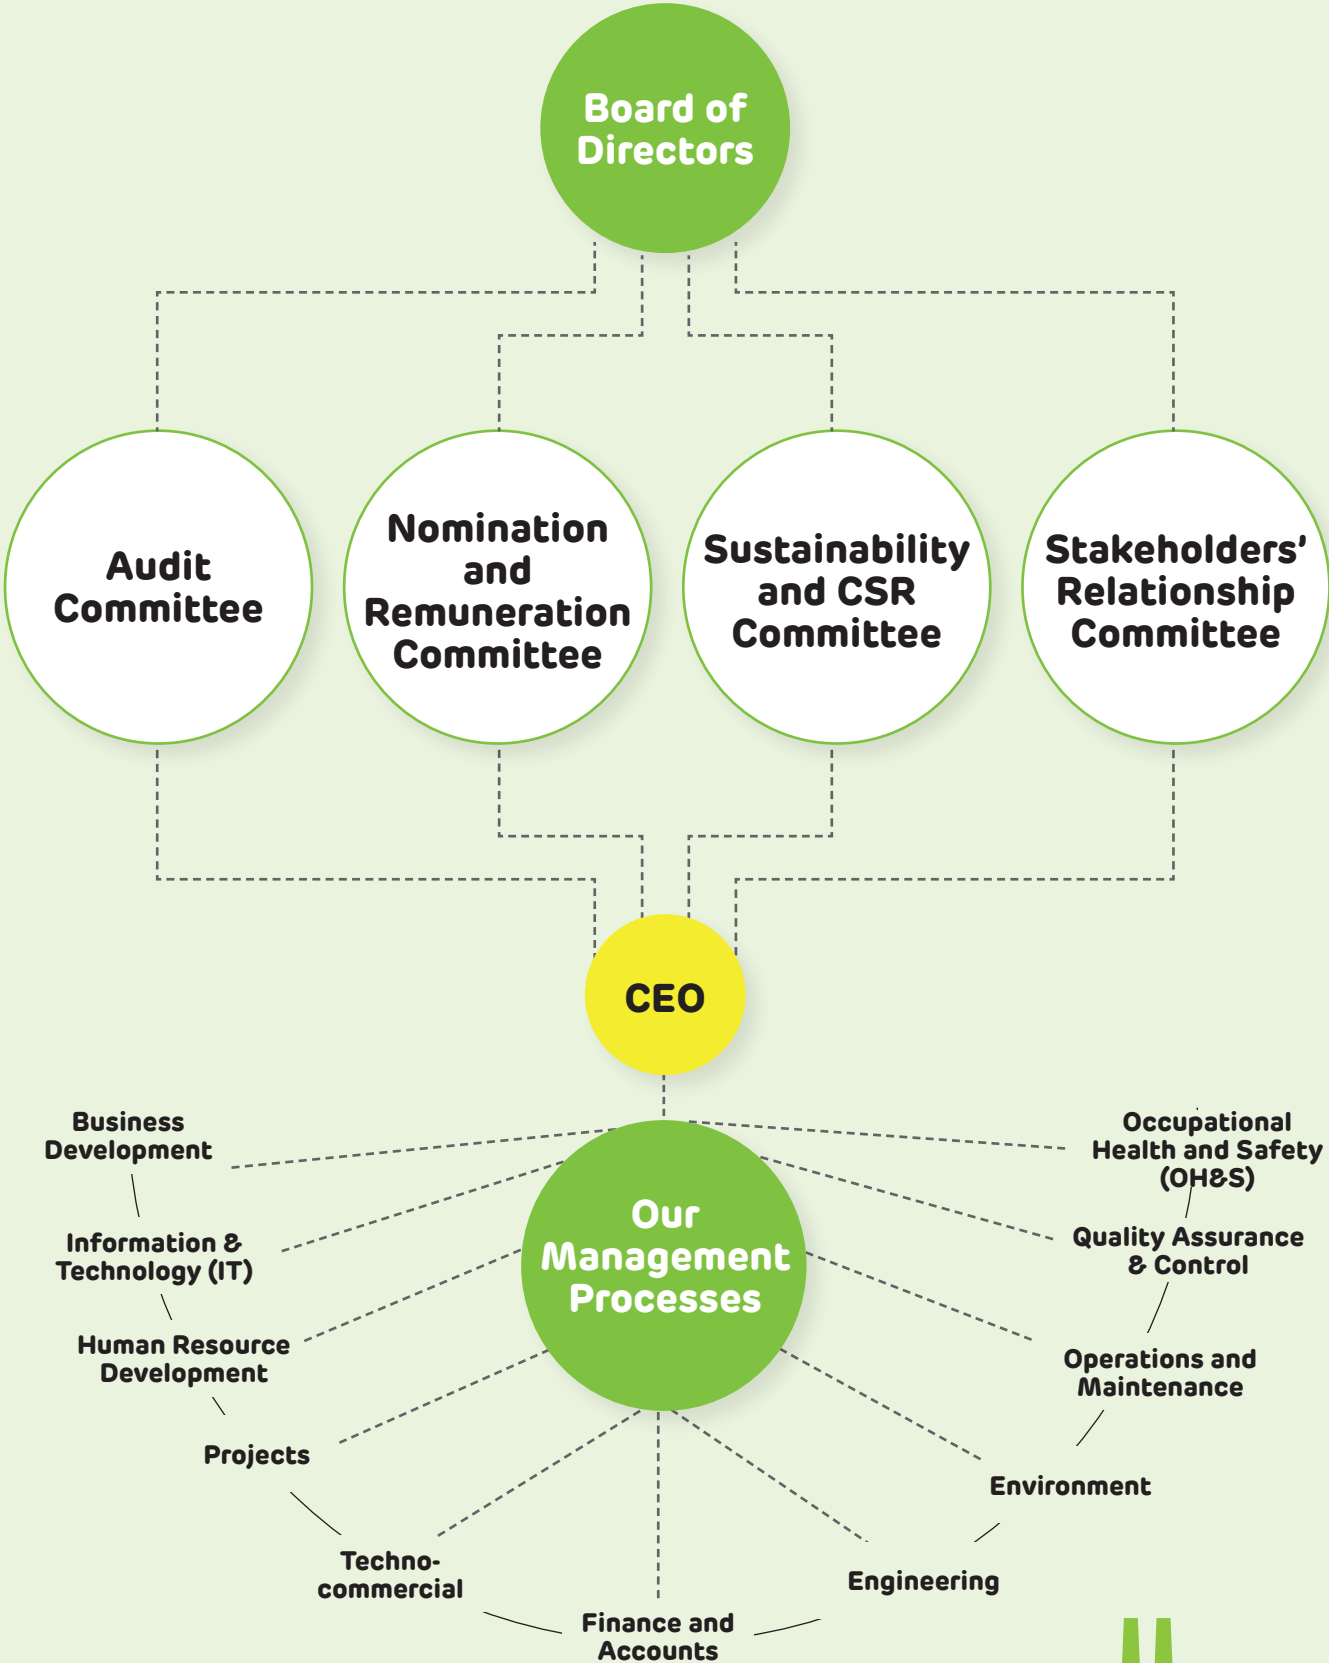 Board of
Directors
Audit
Committee
Nomination
and
Remuneration
Committee
Sustainability
and CSR
Committee
Stakeholders’
Relationship
Committee
CEO
Our
Management
Processes
Business
Development
Information &
Technology (IT)
Human Resource
Development
Projects
Techno-
commercial
Finance and
Accounts
Engineering
Environment
Operations and
Maintenance
Quality Assurance
& Control
Occupational
Health and Safety
(OH&S)